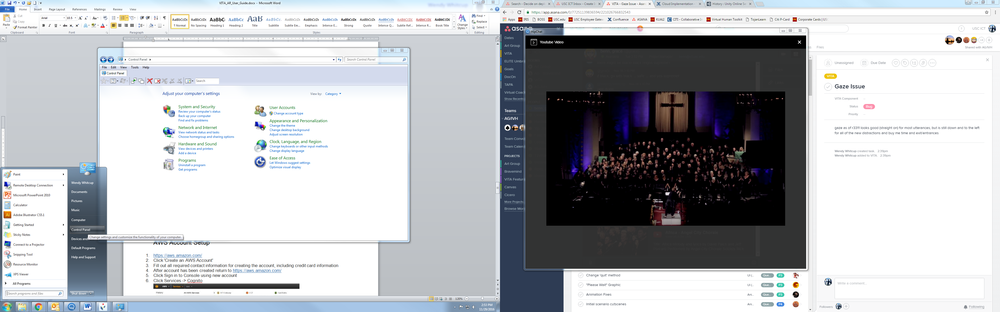 VITA_AR_User_Guide.docx - Microsoft Word
File Home Insert Page Layout References Mailings Review View
Cut
Copy
Format Painter
Paste
Clipboard
Arial 10.5
Font
Paragraph
AaBbCcDc AaBbCcDc AaBbC AaBbCc AaB AaBbCc. AaBbCcDc AaBbCcDc AaBbCcDc AaBbCcDc AaBbCcDc AABBCCDC AABBCCDC AaBbCcDc
¶ Normal No Spacing Heading 1 Heading 2 Title Subtitle Subtle Em... Emphasis Intense E... Strong Quote Intense Q... Subtle Ref... Intense R... Book Title
Styles
Change Styles
Find
Replace
Select
Editing
Control Panel
Search Control Panel
File Edit View Tools Help
Control Panel
Search
Adjust your computer's settings
View by: Category
System and Security
Review your computer's status
Back up your computer
Find and fix problems
Network and Internet
View network status and tasks
Choose homegroup and sharing options
Hardware and Sound
View devices and printers
Add a device
Programs
Uninstall a program
Get programs
User Accounts
Change account type
Appearance and Personalization
Change the theme
Change desktop background
Adjust screen resolution
Clock, Language, and Region
Change keyboards or other input methods
Change display language
Ease of Access
Let Windows suggest settings
Optimize visual display
Paint
Remote Desktop Connection
Microsoft PowerPoint 2010
Calculator
Adobe Illustrator CS5.1
Getting Started
Sticky Notes
Connect to a Projector
Snipping Tool
Resource Monitor
XPS Viewer
All Programs
Search programs and files
Wendy Whitcup
Documents
Pictures
Music
Computer
Control Panel
Change settings and customize the functionality of your computer.
Devices and
Default Programs
Help and Support
Shut down
AWS Account Setup
1. https://aws.amazon.com/
2. Click 'Create an AWS Account'
3. Fill out all required contact information for creating the account, including credit card information
4. After account has been created return to https://aws.amazon.com/
5. Click Sign in to Console using new account
6. Click Services -> Cognito
AWS Services Edit
History All AWS Services API Gateway ECS OpsWorks
120%
2:53 PM
11/29/2016
Search - Decide on depl
USC ICT Inbox - Create I
VITA - Gaze Issue - Asana
Cloud Implementation -
History : Unity Online Se
https://app.asana.com/0/77251139836594/221026766832543
Apps IRIS BOSS USC.edu USC Employee Gatew Confluence ASANA KUALI CITI - Collaborative In Virtual Human Toolkit TojanLearn Citi P-Card Corporate Cards | USC
asana
USC ICT
+4
Shared with AG/IVH
Files
Dates
Art Group
VITA
ELITE Umbr
Goals
DocOn
TAPA
Virtual Coac
Show Recents
Teams
AG/IVH
Team Conve
Team Calen
PROJECTS
Art Group
Bravemind
VITA Featur
Canvas
Cicero
More Projects
Browse Mor
HipChat
Youtube Video
Africa - Angel City Chorale
Change 'quit' method UI (... Que... P3
"Please Wait" Graphic UI (... Que... P3
Animation Fixes Ani... Que... P3
Initial scenario cutscenes Ani... Que... P4
Unassigned
Due Date
VITA
Gaze Issue
VITA Component –
Status Bug
Priority –
gaze as of r3311 looks good (straight on) for most utterances, but is still down and to the left
for all of the new distractions and buy me time and exit/entrances
Wendy Whitcup created task. 2:39pm
Wendy Whitcup added to VITA. 2:39pm
Write a comment...
Followers
Following